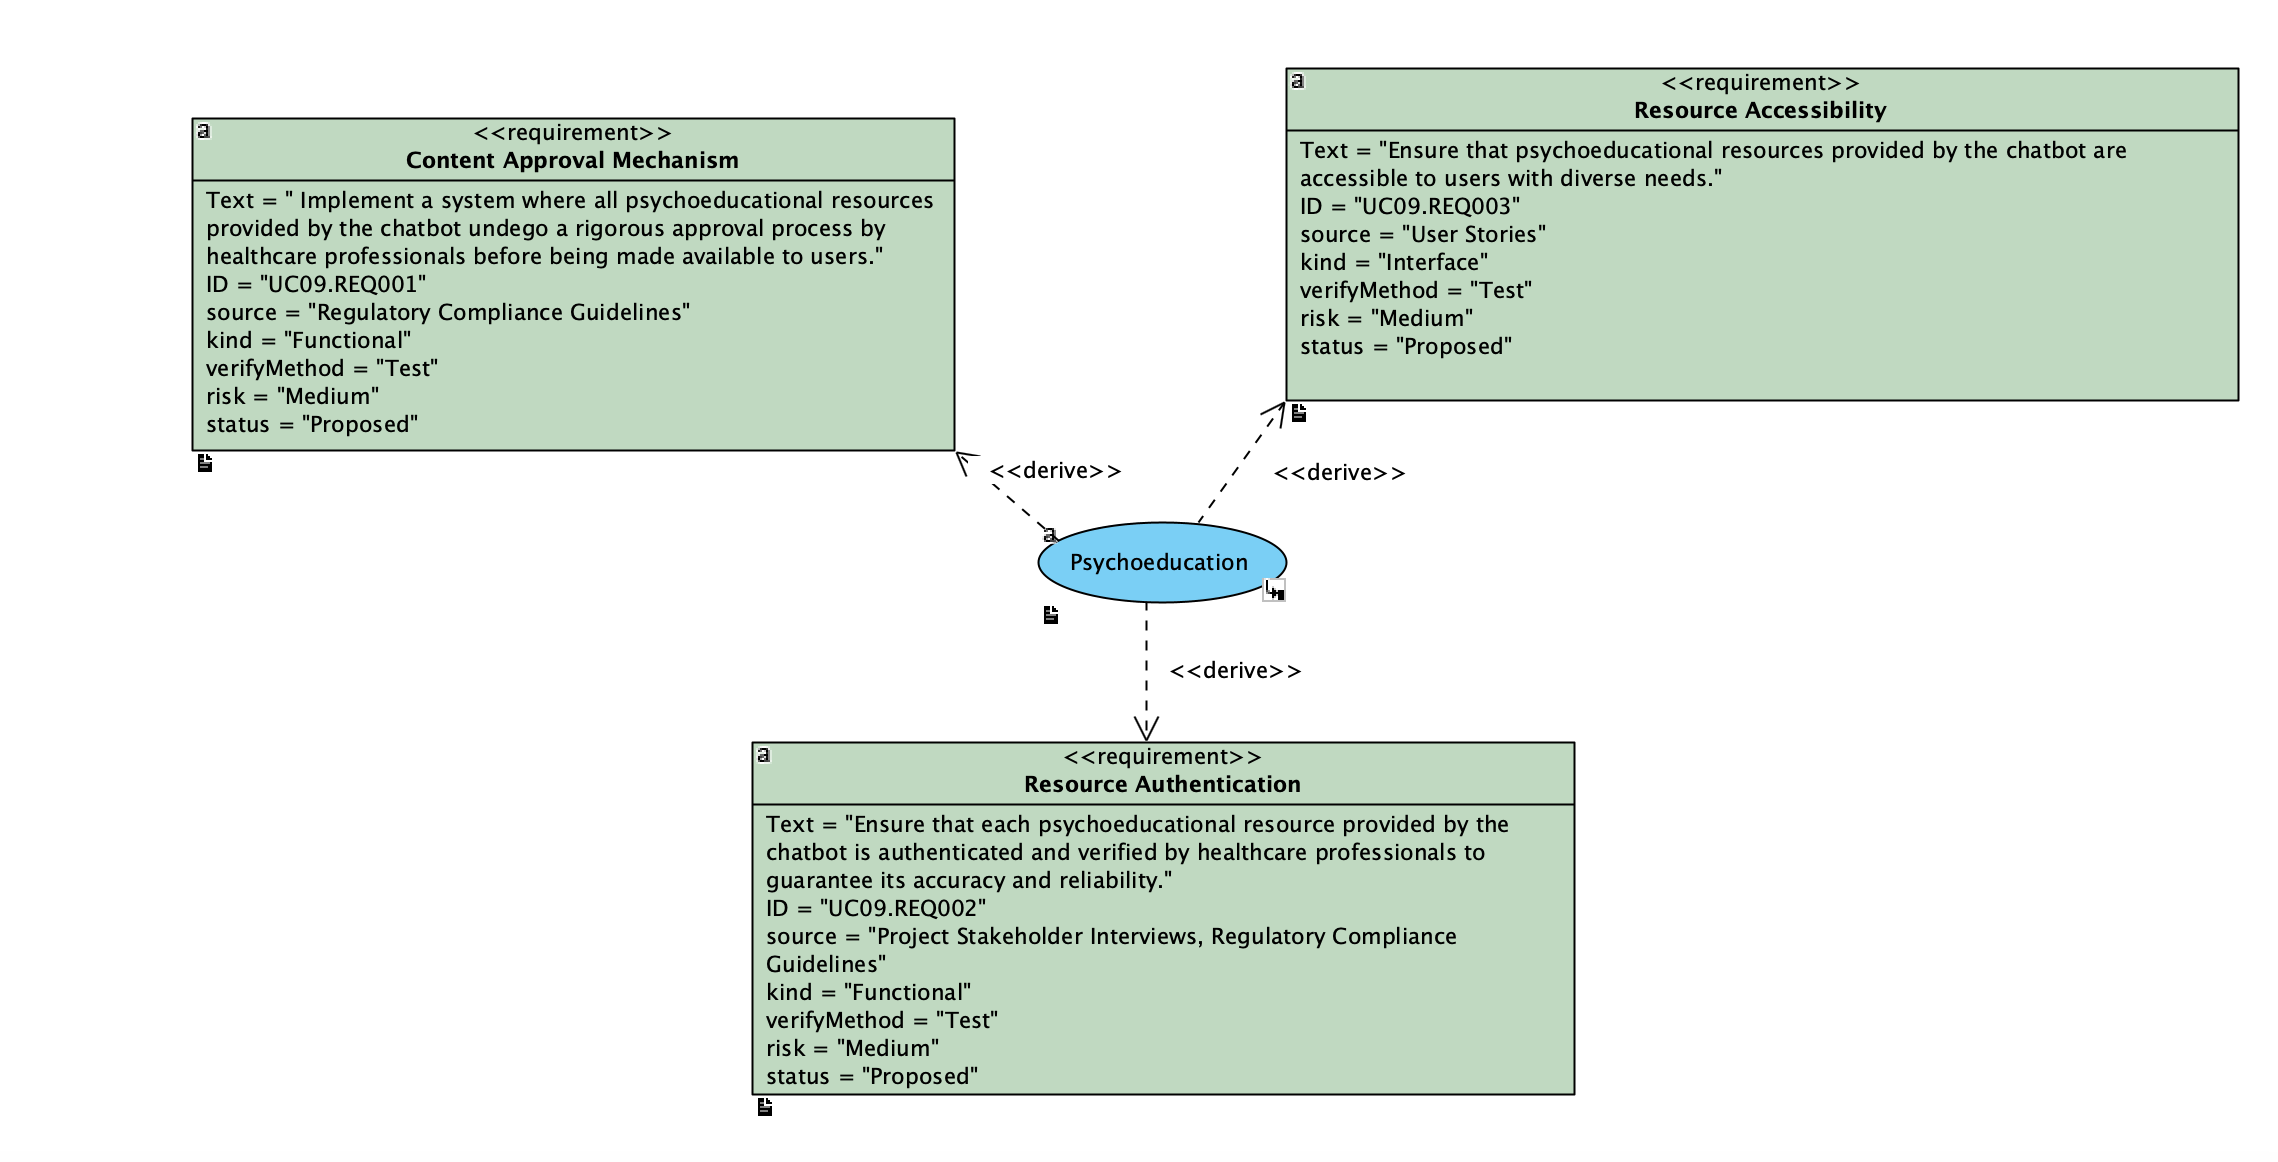 <<requirement>>
Content Approval Mechanism
Text = " Implement a system where all psychoeducational resources
provided by the chatbot undego a rigorous approval process by
healthcare professionals before being made available to users."
ID = "UC09.REQ001"
source = "Regulatory Compliance Guidelines"
kind = "Functional"
verifyMethod = "Test"
risk = "Medium"
status = "Proposed"
<<requirement>>
Resource Accessibility
Text = "Ensure that psychoeducational resources provided by the chatbot are
accessible to users with diverse needs."
ID = "UC09.REQ003"
source = "User Stories"
kind = "Interface"
verifyMethod = "Test"
risk = "Medium"
status = "Proposed"
<<derive>>
<<derive>>
Psychoeducation
<<derive>>
<<requirement>>
Resource Authentication
Text = "Ensure that each psychoeducational resource provided by the
chatbot is authenticated and verified by healthcare professionals to
guarantee its accuracy and reliability."
ID = "UC09.REQ002"
source = "Project Stakeholder Interviews, Regulatory Compliance
Guidelines"
kind = "Functional"
verifyMethod = "Test"
risk = "Medium"
status = "Proposed"